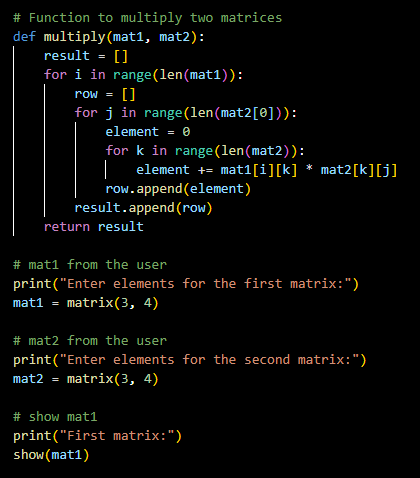 # Function to multiply two matrices
def multiply(mat1, mat2):
    result = []
    for i in range(len(mat1)):
        row = []
        for j in range(len(mat2[0])):
            element = 0
            for k in range(len(mat2)):
                element += mat1[i][k] * mat2[k][j]
            row.append(element)
        result.append(row)
    return result

# mat1 from the user
print("Enter elements for the first matrix:")
mat1 = matrix(3, 4)

# mat2 from the user
print("Enter elements for the second matrix:")
mat2 = matrix(3, 4)

# show mat1
print("First matrix:")
show(mat1)